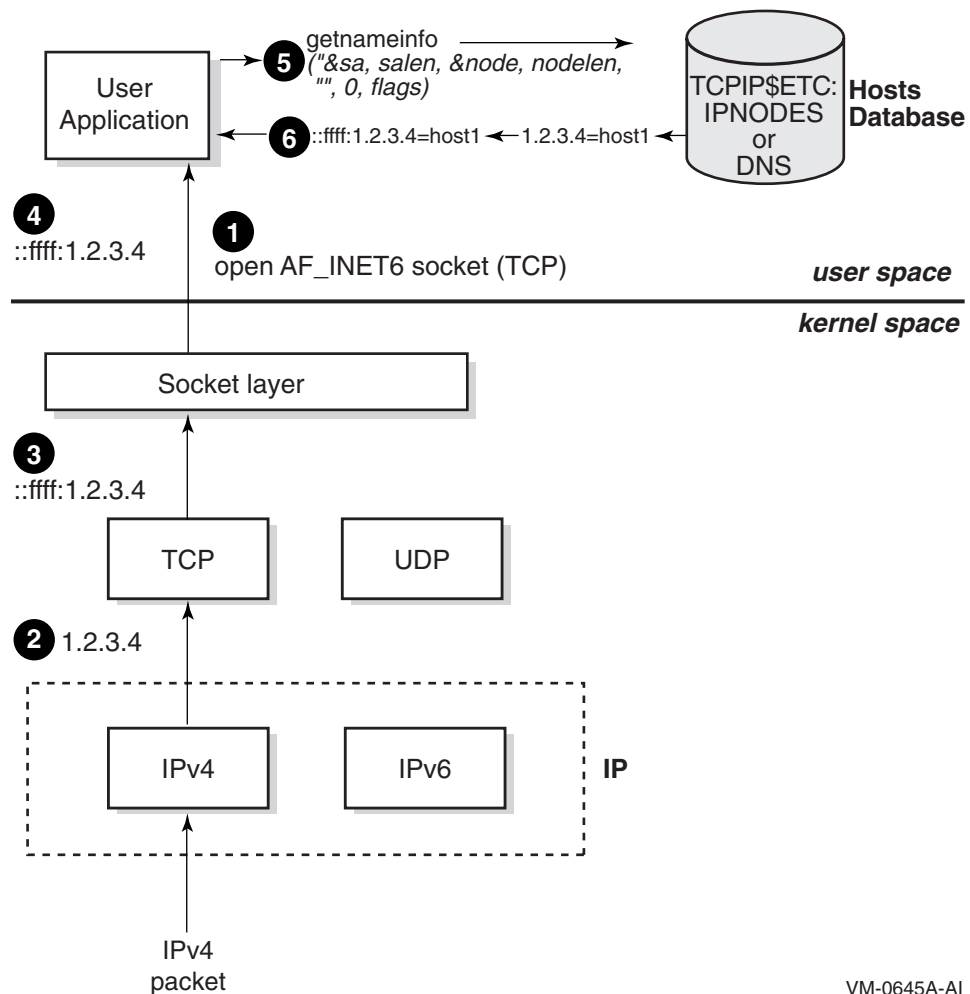 User
Application
5
getnameinfo
("&sa, salen, &node, nodelen,
"", 0, flags)
6
::ffff:1.2.3.4=host1
1.2.3.4=host1
TCPIP$ETC:
IPNODES
or
DNS
Hosts
Database
4
::ffff:1.2.3.4
1
open AF_INET6 socket (TCP)
user space
kernel space
Socket layer
3
::ffff:1.2.3.4
TCP
UDP
2
1.2.3.4
IPv4
IPv6
IP
IPv4
packet
VM-0645A-AI